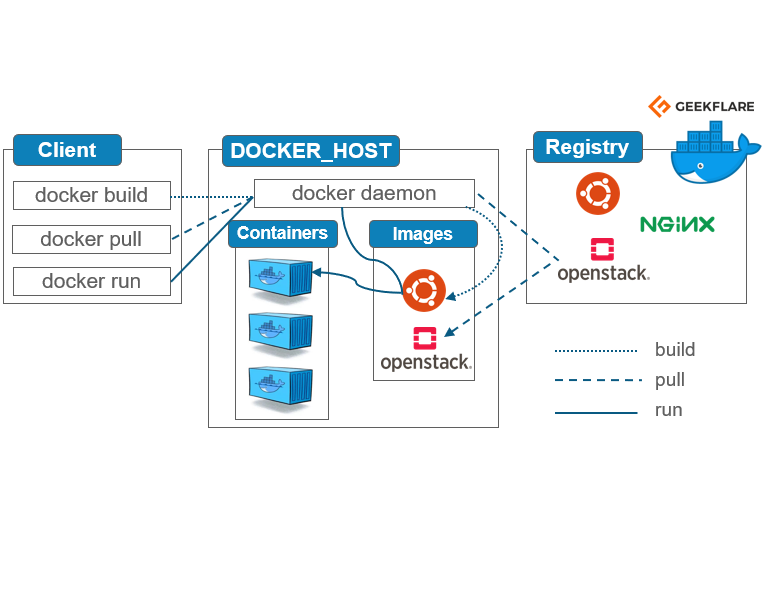 GEEKFLARE
Client
docker build
docker pull
docker run
DOCKER_HOST
docker daemon
Containers
Images
openstack.
Registry
NGINX
openstack.
build
pull
run